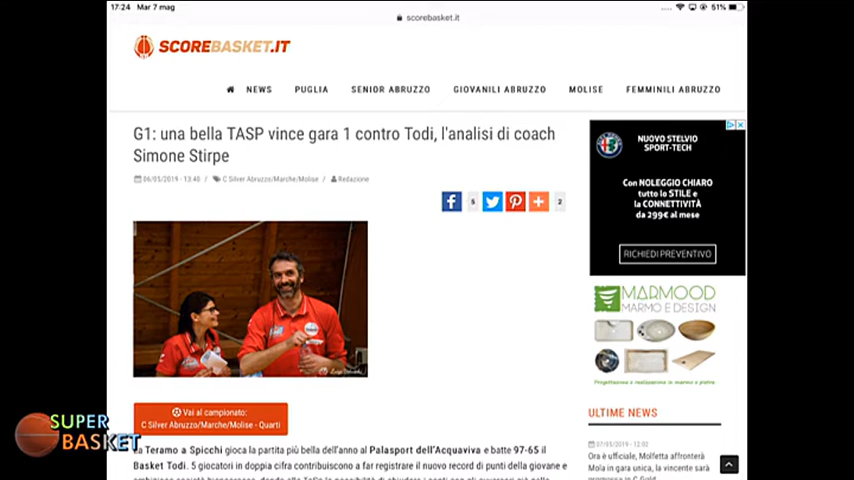 17:24 Mar 7 mag
51%
scorebasket.it
SCOREBASKET.IT
NEWS PUGLIA SENIOR ABRUZZO GIOVANILI ABRUZZO MOLISE FEMMINILI ABRUZZO
G1: una bella TASP vince gara 1 contro Todi, l'analisi di coach
Simone Stirpe
06/05/2019 - 13:40 / C Silver Abruzzo/Marche/Molise / Redazione
5 2
Vai al campionato:
C Silver Abruzzo/Marche/Molise - Quarti
La Teramo a Spicchi gioca la partita più bella dell'anno al Palasport dell'Acquaviva e batte 97-65 il
Basket Todi. 5 giocatori in doppia cifra contribuiscono a far registrare il nuovo record di punti della giovane e
NUOVO STELVIO
SPORT-TECH
Con NOLEGGIO CHIARO
tutto lo STILE e
la CONNETTIVITÀ
da 299€ al mese
RICHIEDI PREVENTIVO
MARMOOD
MARMO E DESIGN
Progettazione e realizzazione in marmo e pietra
ULTIME NEWS
07/05/2019 - 12:02
Ora è ufficiale, Molfetta affronterà
Mola in gara unica, la vincente sarà
SUPER
BASKET